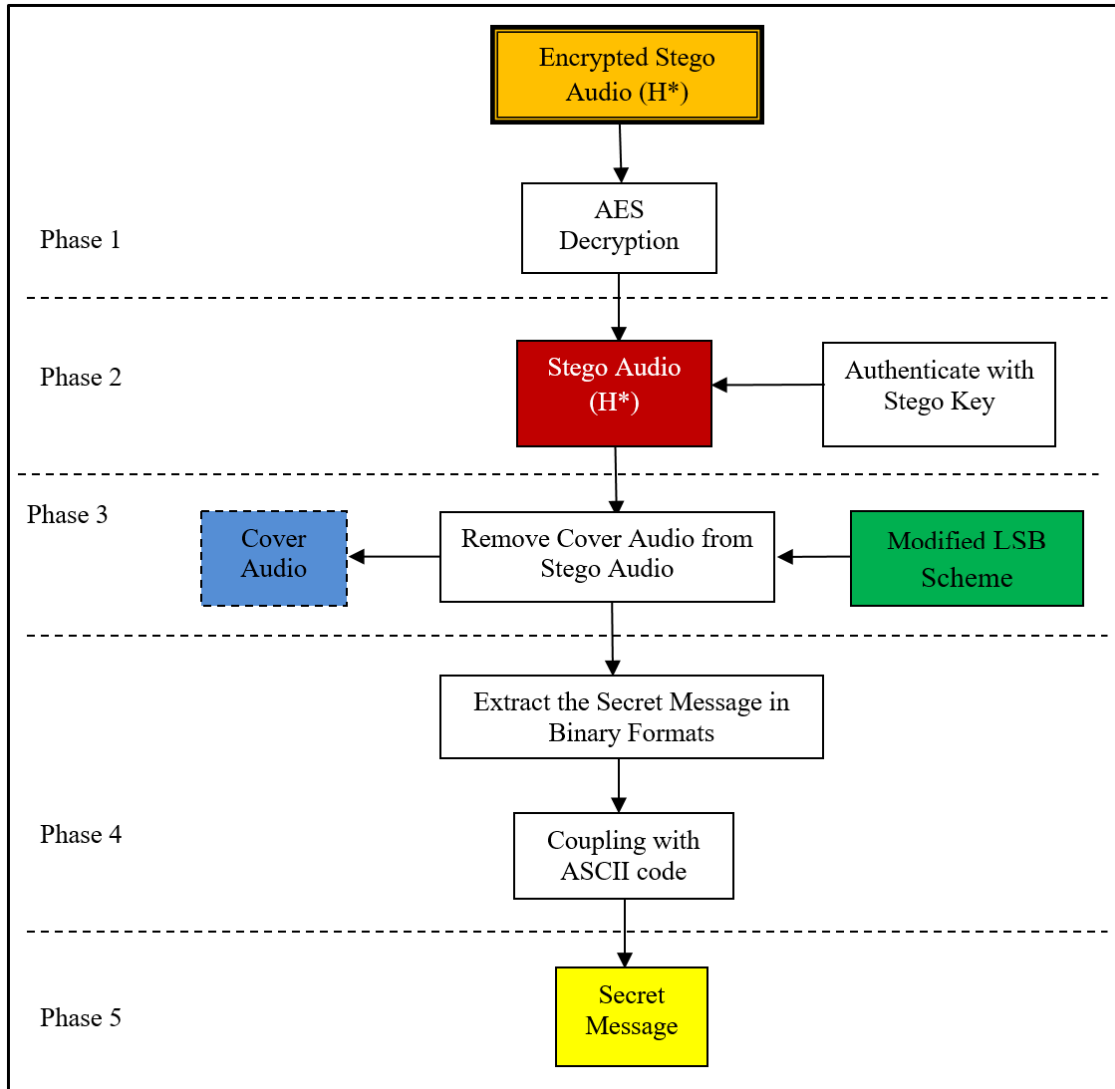 Encrypted Stego
Audio (H*)
AES
Decryption
Phase 1
Stego Audio
(H*)
Authenticate with
Stego Key
Phase 2
Phase 3
Cover
Audio
Remove Cover Audio from
Stego Audio
Modified LSB
Scheme
Extract the Secret Message in
Binary Formats
Phase 4
Coupling with
ASCII code
Secret
Message
Phase 5